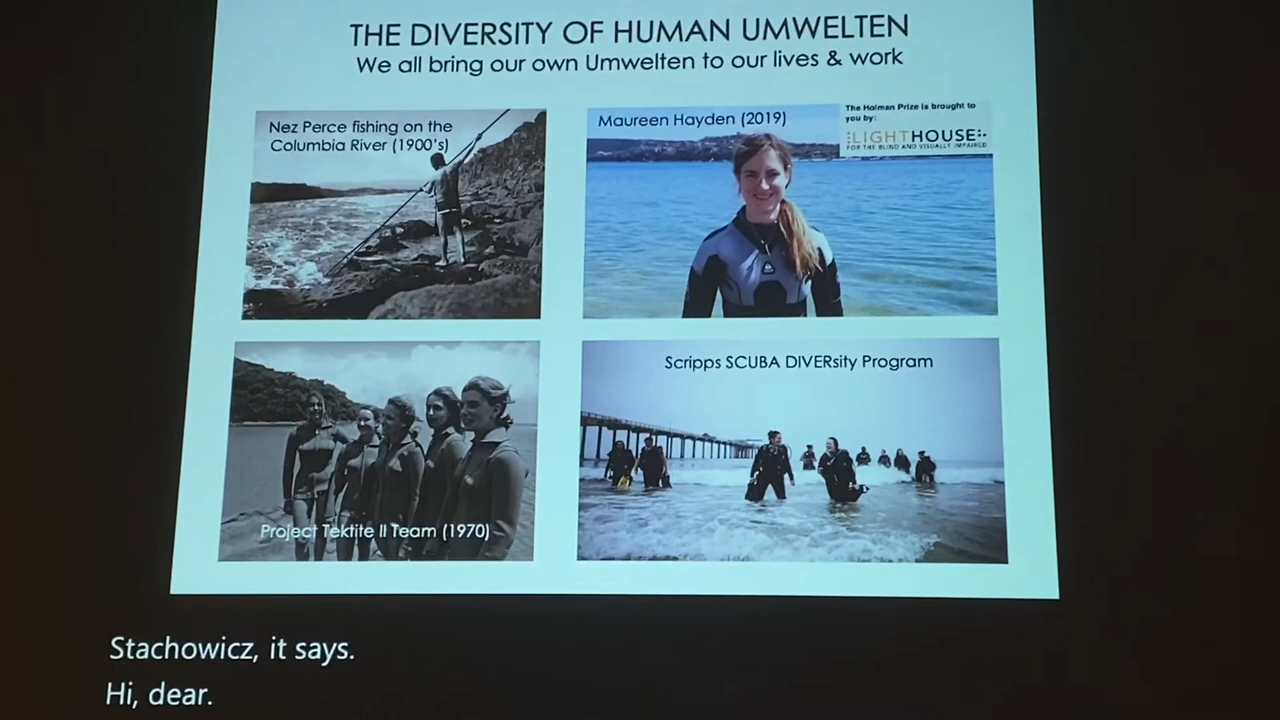 THE DIVERSITY OF HUMAN UMWELTEN
We all bring our own Umwelten to our lives & work
Nez Perce fishing on the
Columbia River (1900's)
Maureen Hayden (2019)
The Holman Prize is brought to
you by:
LIGHTHOUSE
FOR THE BLIND AND VISUALLY IMPAIRED
Project Tektite II Team (1970)
Scripps SCUBA DIVERsity Program
Stachowicz, it says.
Hi, dear.